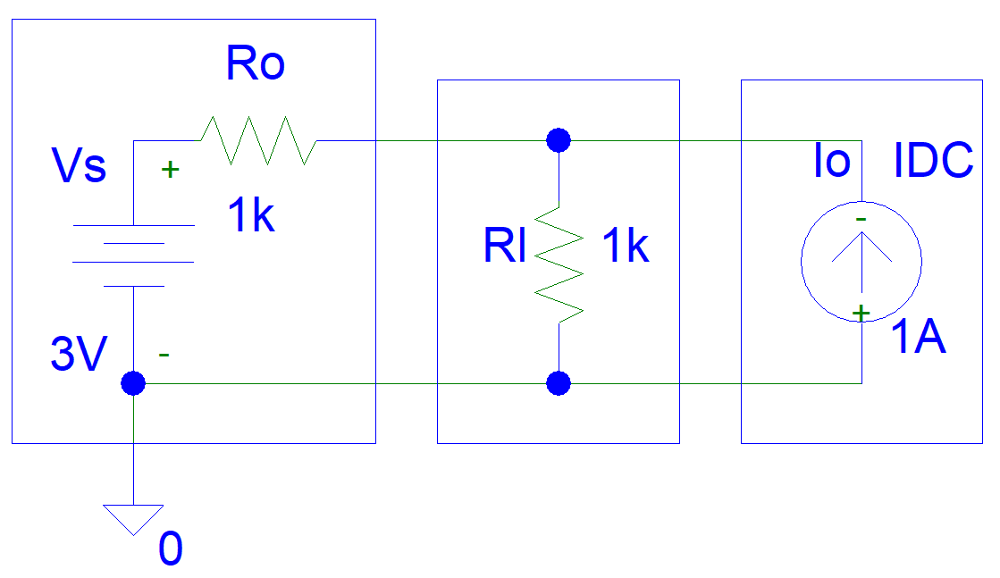 Ro
Vs
+
1k
3V
-
0
Rl
1k
Io
IDC
-
+
1A